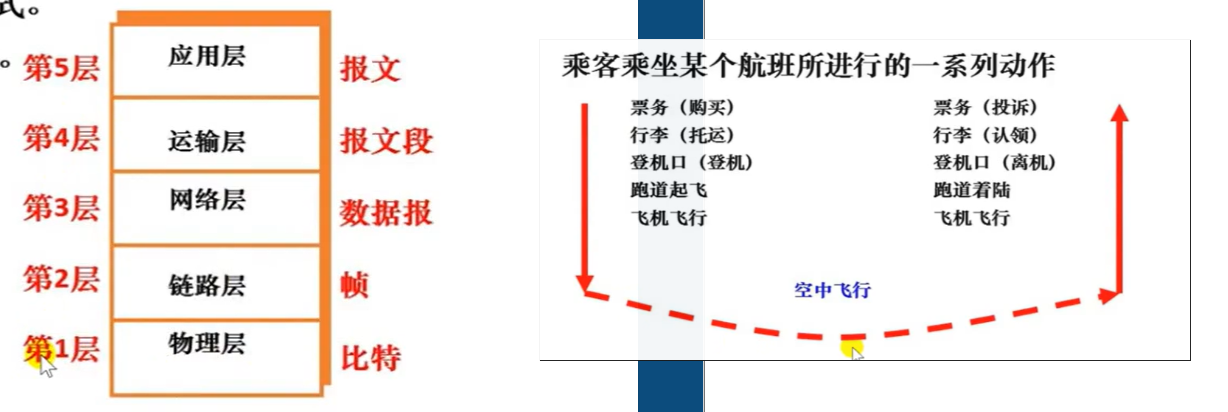 式。
第5层 应用层 报文
第4层 运输层 报文段
第3层 网络层 数据报
第2层 链路层 帧
第1层 物理层 比特
乘客乘坐某个航班所进行的一系列动作
票务（购买） 票务（投诉）
行李（托运） 行李（认领）
登机口（登机） 登机口（离机）
跑道起飞 跑道着陆
飞机飞行 飞机飞行
空中飞行